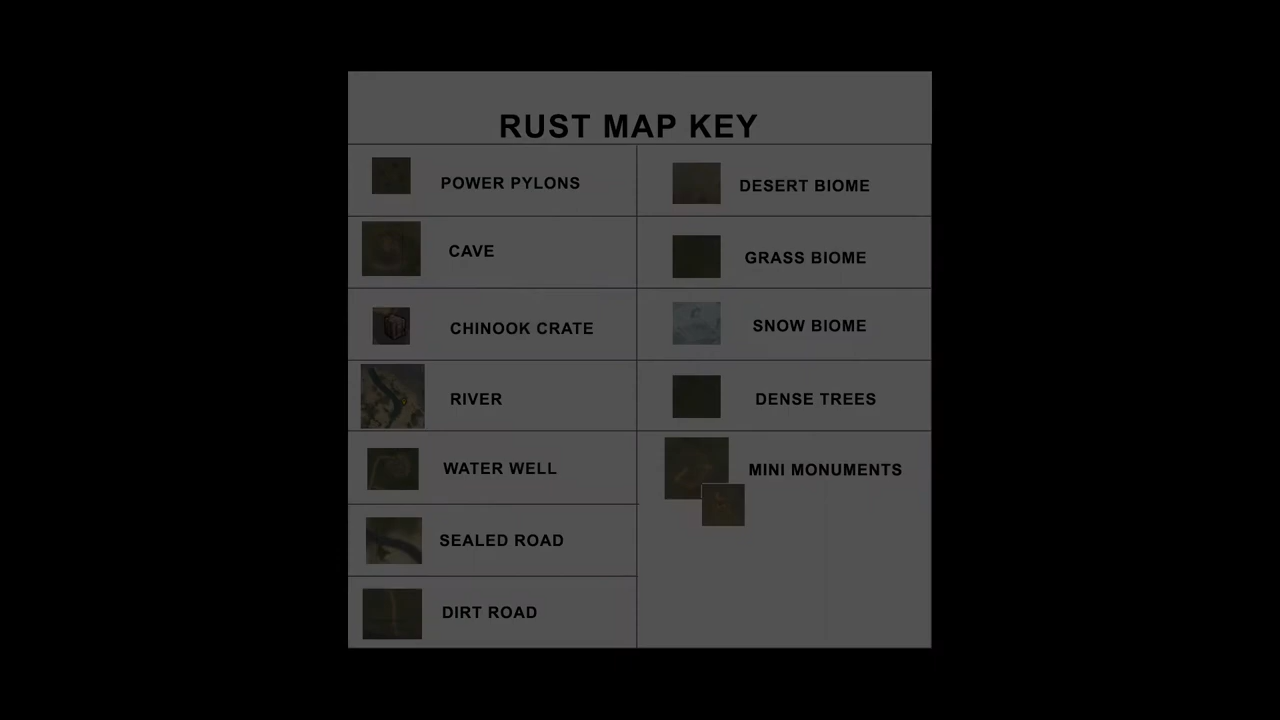 RUST MAP KEY
POWER PYLONS
CAVE
CHINOOK CRATE
RIVER
WATER WELL
SEALED ROAD
DIRT ROAD
DESERT BIOME
GRASS BIOME
SNOW BIOME
DENSE TREES
MINI MONUMENTS